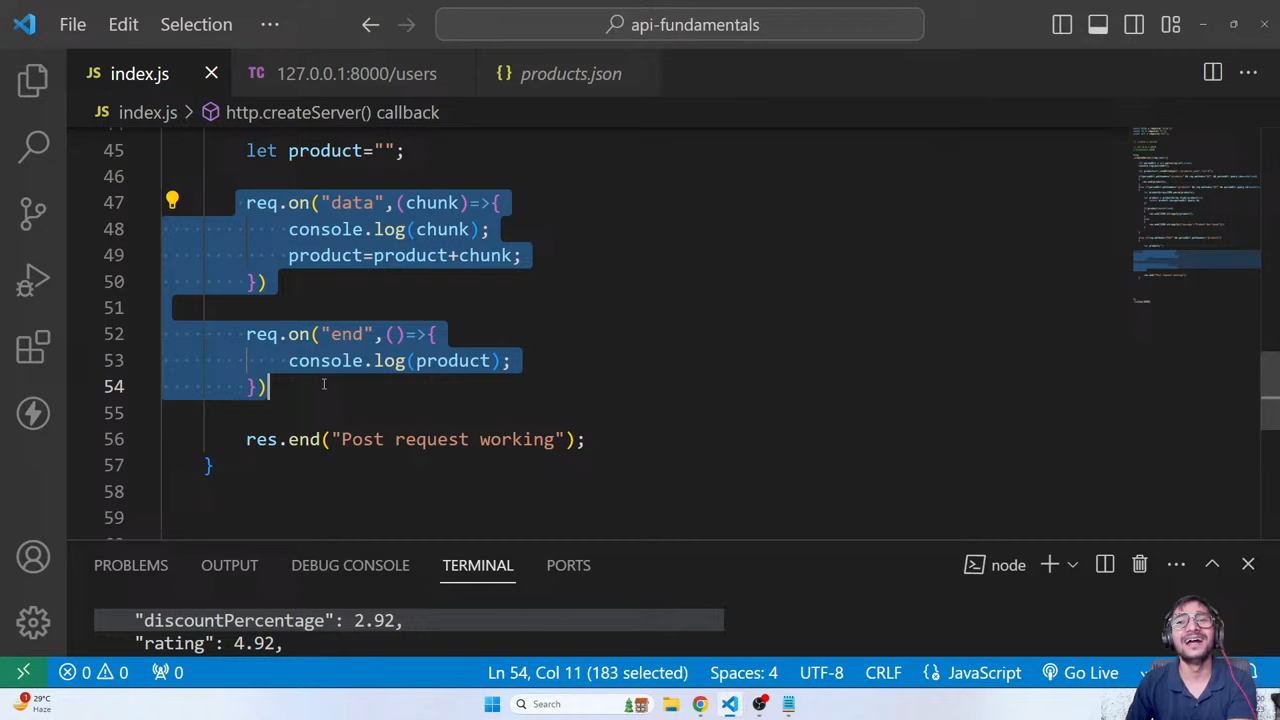 File Edit Selection ··· api-fundamentals
JS index.js TC 127.0.0.1:8000/users {} products.json
JS index.js > http.createServer() callback
44
45 let product="";
46
47 req.on("data",(chunk)=>{
48 console.log(chunk);
49 product=product+chunk;
50 })
51
52 req.on("end",()=>{
53 console.log(product);
54 })
55
56 res.end("Post request working");
57 }
58
59
PROBLEMS OUTPUT DEBUG CONSOLE TERMINAL PORTS node
"discountPercentage": 2.92,
"rating": 4.92,
0 0 0 Ln 54, Col 11 (183 selected) Spaces: 4 UTF-8 CRLF {} JavaScript Go Live
29°C
Haze
Search